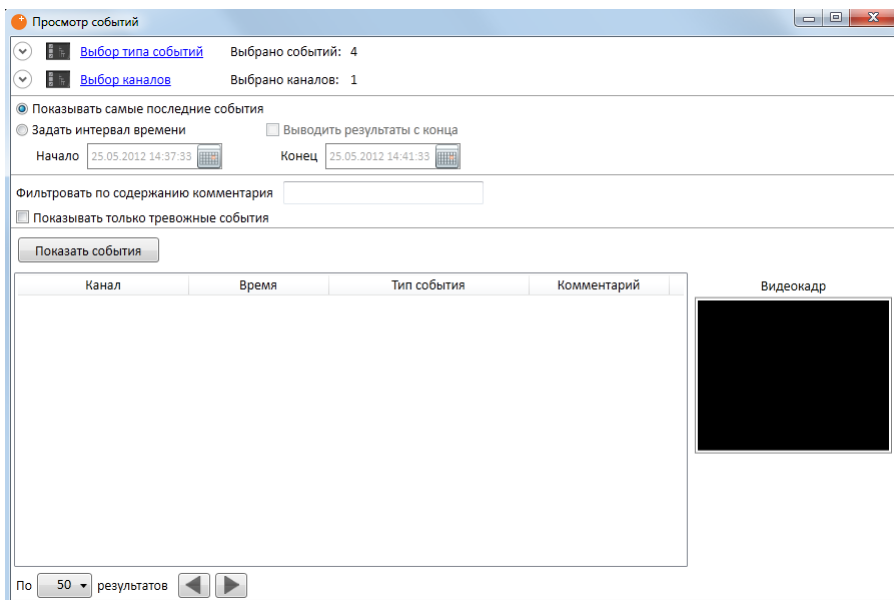 Просмотр событий
Выбор типа событий Выбрано событий: 4
Выбор каналов Выбрано каналов: 1
Показывать самые последние события
Задать интервал времени Выводить результаты с конца
Начало 25.05.2012 14:37:33 Конец 25.05.2012 14:41:33
Фильтровать по содержанию комментария
Показывать только тревожные события
Показать события
Канал Время Тип события Комментарий Видеокадр
По 50 результатов